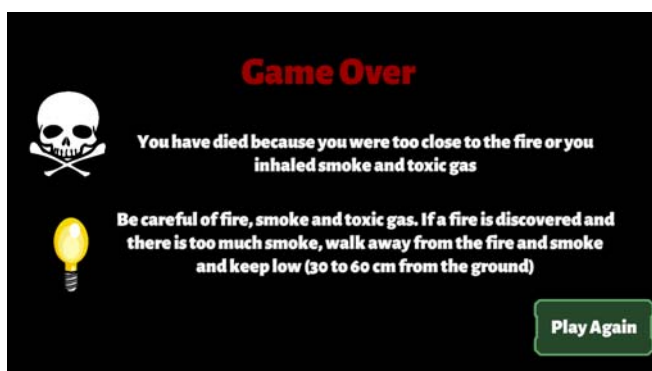 Game Over
You have died because you were too close to the fire or you
inhaled smoke and toxic gas
Be careful of fire, smoke and toxic gas. If a fire is discovered and
there is too much smoke, walk away from the fire and smoke
and keep low (30 to 60 cm from the ground)
Play Again